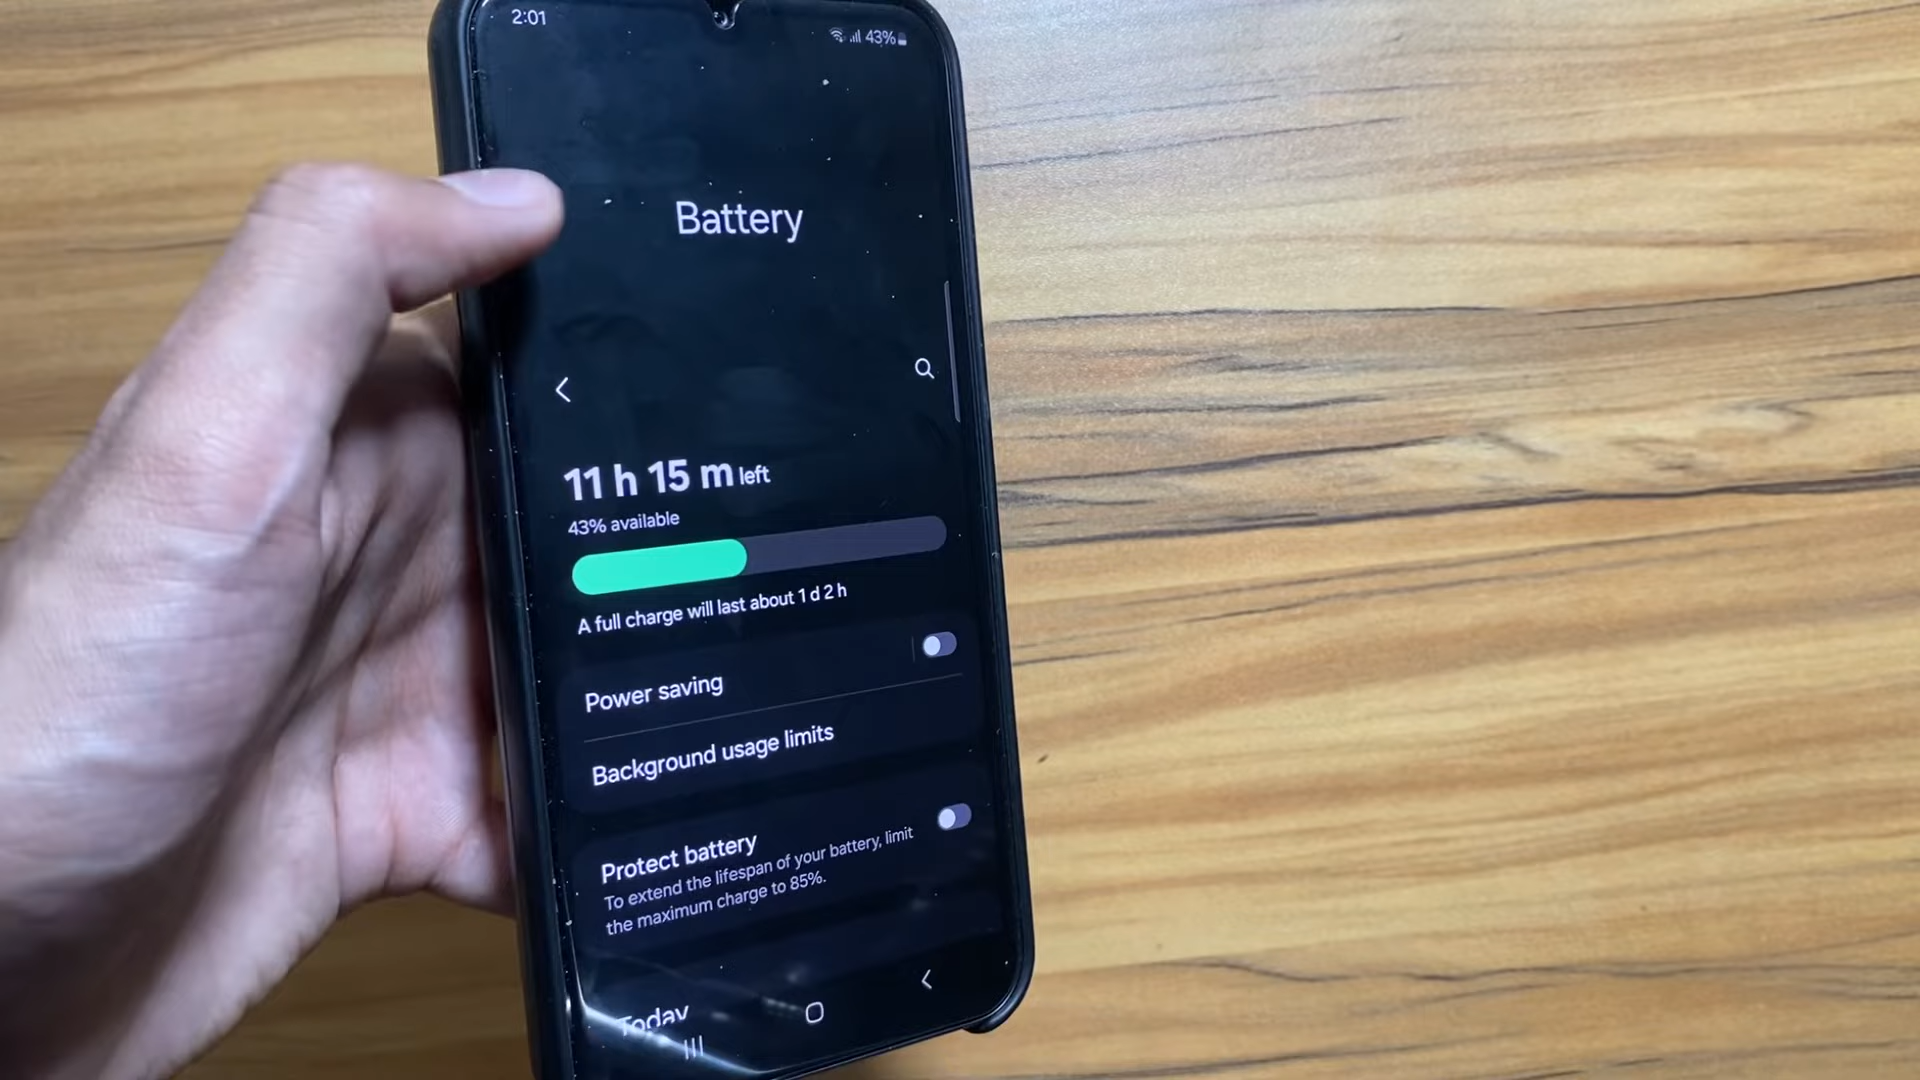 2:01
43%
Battery
11 h 15 m left
43% available
A full charge will last about 1 d 2 h
Power saving
Background usage limits
Protect battery
To extend the lifespan of your battery, limit
the maximum charge to 85%.
Today